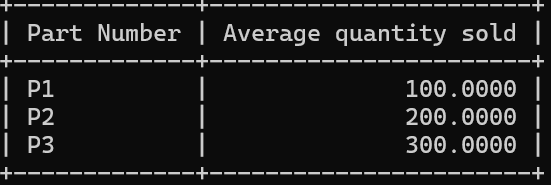 Part Number | Average quantity sold
P1 | 100.0000
P2 | 200.0000
P3 | 300.0000